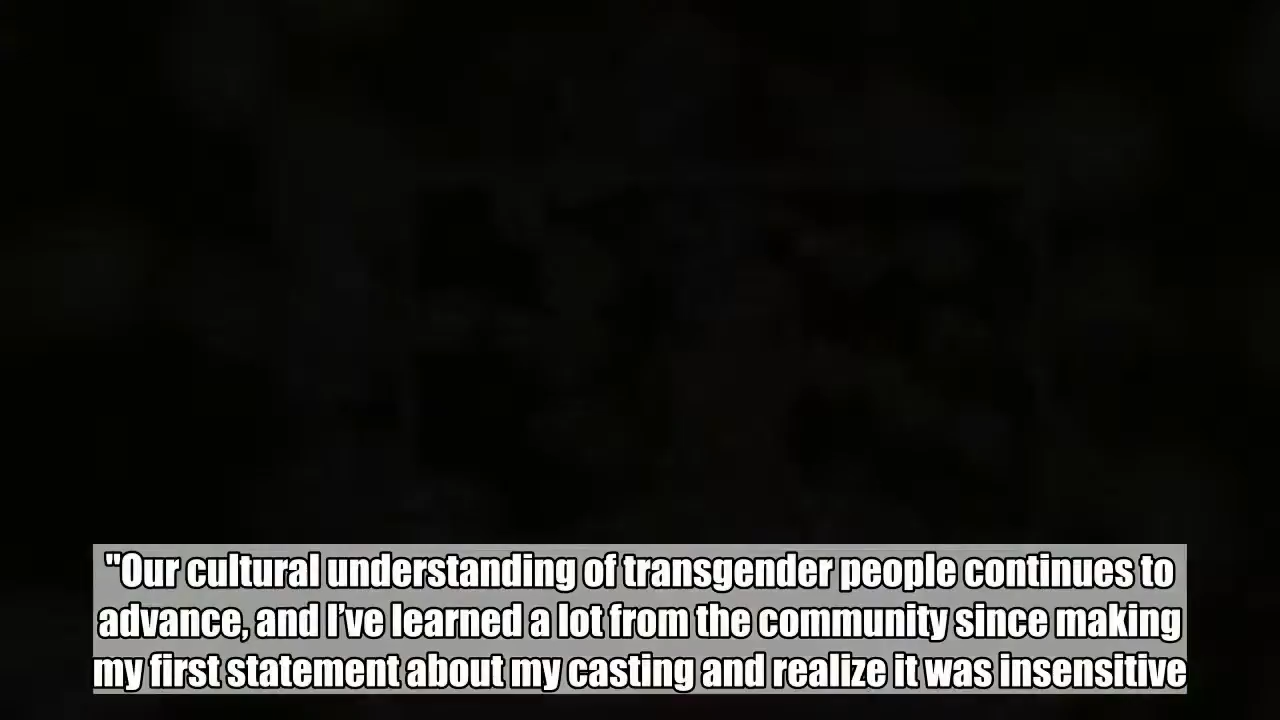 "Our cultural understanding of transgender people continues to
advance, and I’ve learned a lot from the community since making
my first statement about my casting and realize it was insensitive